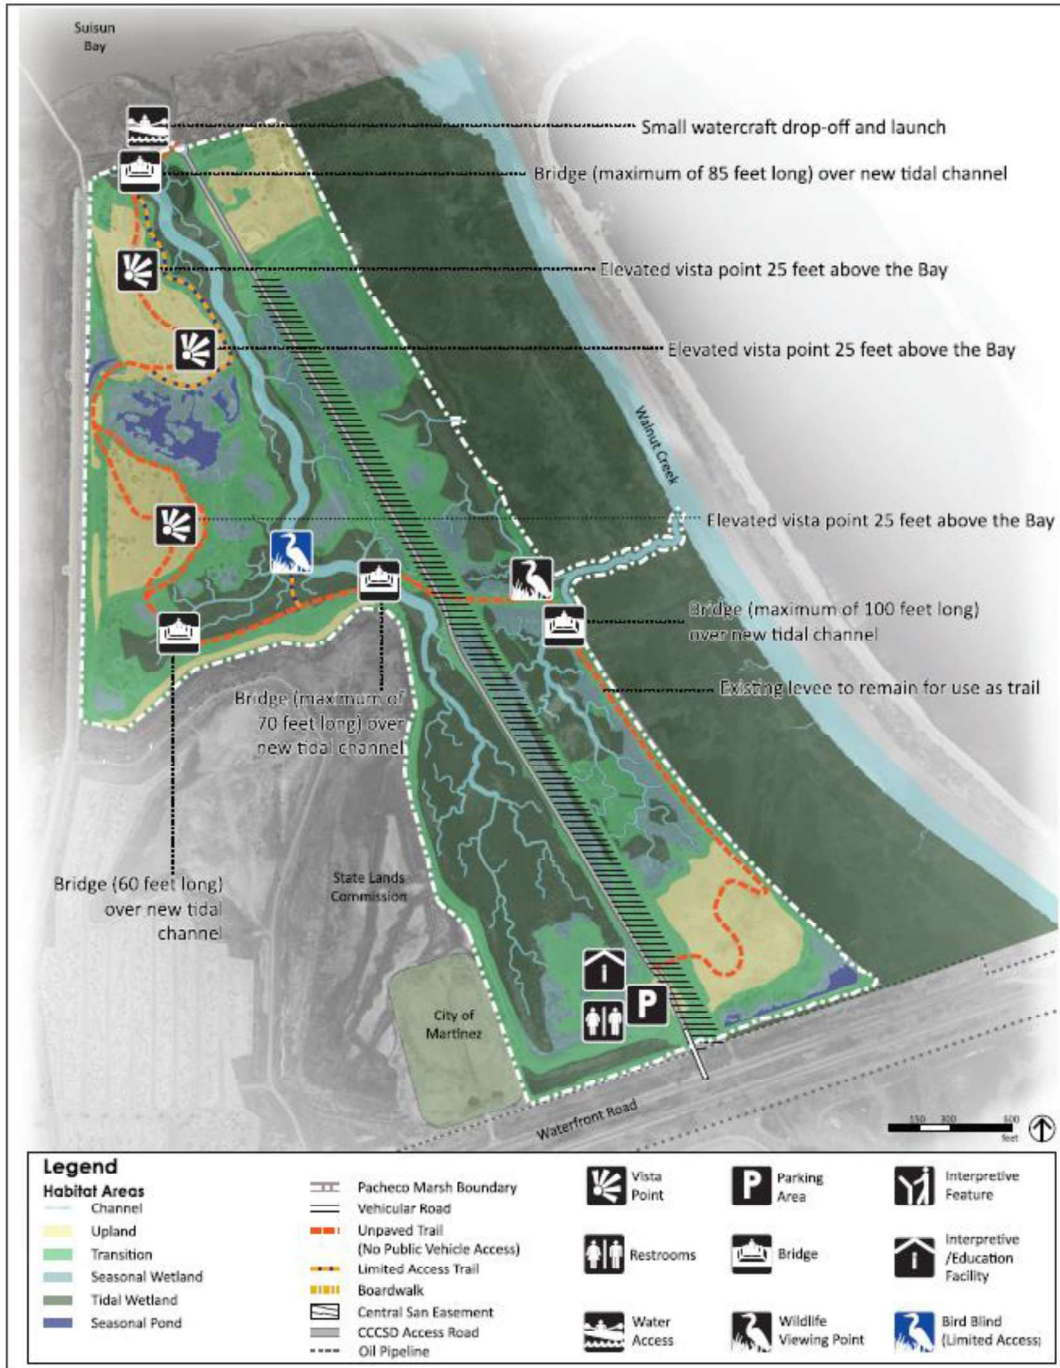 Suisun
Bay
Small watercraft drop-off and launch
Bridge (maximum of 85 feet long) over new tidal channel
Elevated vista point 25 feet above the Bay
Elevated vista point 25 feet above the Bay
Walnut Creek
Elevated vista point 25 feet above the Bay
Bridge (maximum of 100 feet long)
over new tidal channel
Existing levee to remain for use as trail
Bridge (maximum of
70 feet long) over
new tidal channel
Bridge (60 feet long)
over new tidal
channel
State Lands
Commission
i
P
City of
Martinez
Waterfront Road
150 300 600
feet
Legend
Habitat Areas
Channel
Upland
Transition
Seasonal Wetland
Tidal Wetland
Seasonal Pond
Pacheco Marsh Boundary
Vehicular Road
Unpaved Trail
(No Public Vehicle Access)
Limited Access Trail
Boardwalk
Central San Easement
CCCSD Access Road
Oil Pipeline
Vista
Point
Restrooms
Water
Access
P
Parking
Area
Bridge
Wildlife
Viewing Point
Interpretive
Feature
i
Interpretive
/Education
Facility
Bird Blind
(Limited Access)